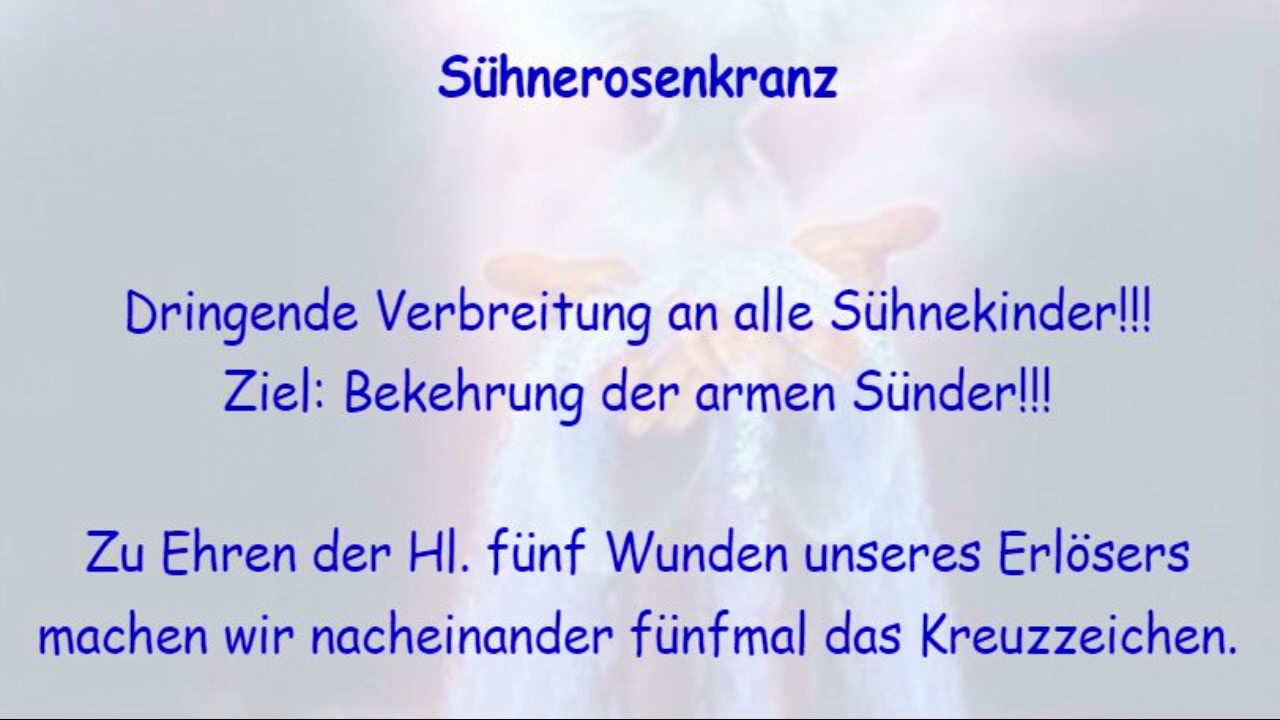 Sühnerosenkranz
Dringende Verbreitung an alle Sühnekinder!!!
Ziel: Bekehrung der armen Sünder!!!
Zu Ehren der Hl. fünf Wunden unseres Erlösers
machen wir nacheinander fünfmal das Kreuzzeichen.